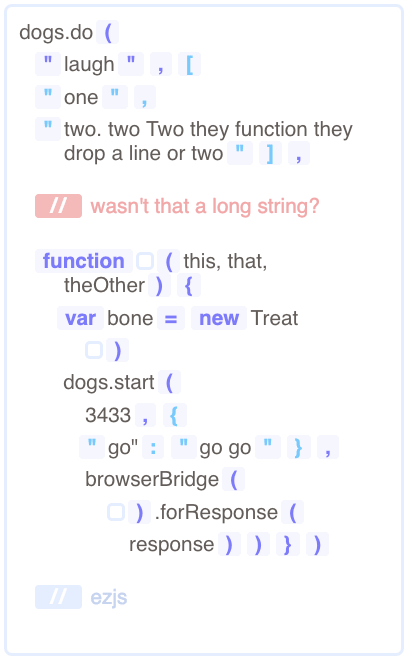 dogs.do (
" laugh " , [
" one " ,
" two. two Two they function they
drop a line or two " ] ,
// wasn't that a long string?
function ( this, that,
theOther ) {
var bone = new Treat
)
dogs.start (
3433 , {
" go" : " go go " } ,
browserBridge (
) .forResponse (
response ) ) } )
// ezjs